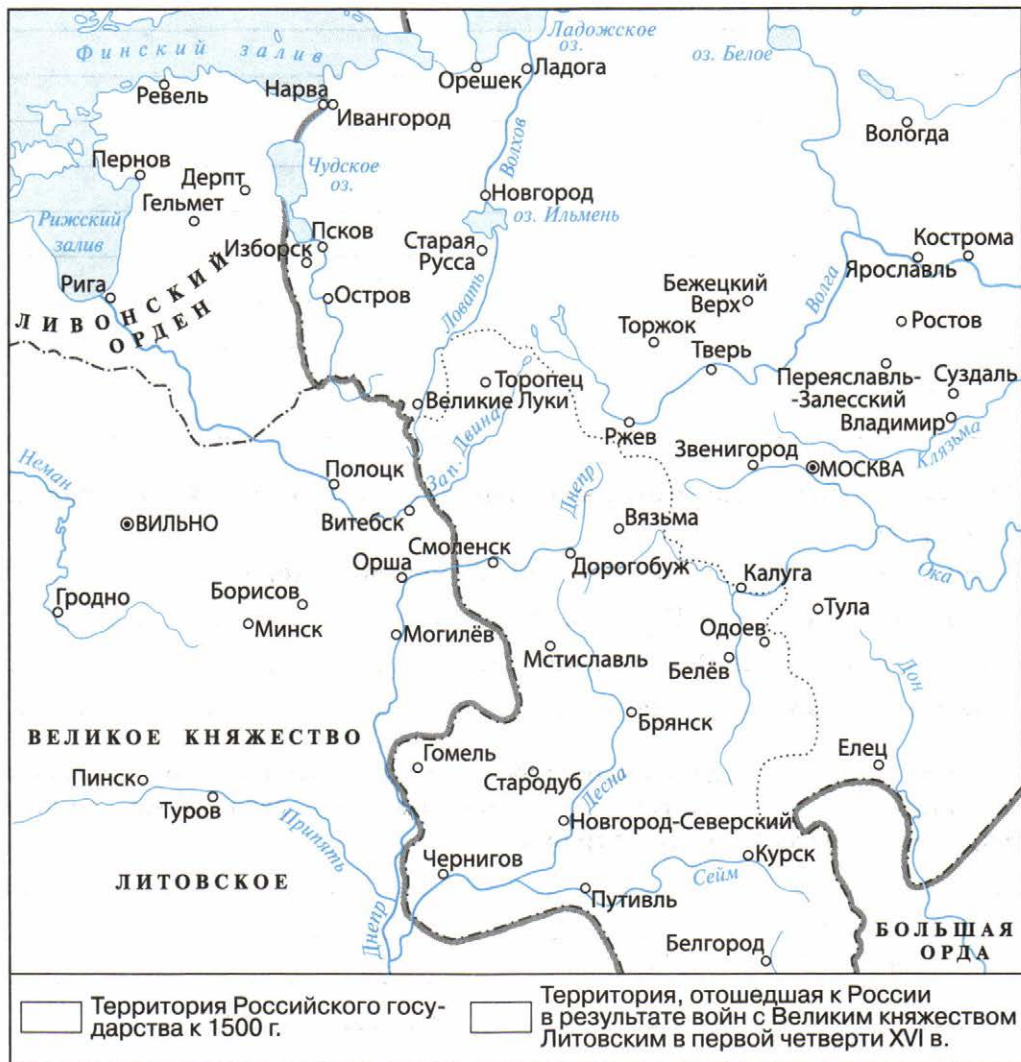 Финский залив
Ладожское
оз.
оз. Белое
Орешек
Ладога
Ревель
Нарва
Ивангород
Вологда
Волхов
Пернов
Чудское
оз.
Дерпт
Гельмет
Новгород
оз. Ильмень
Рижский
залив
Псков
Изборск
Старая
Русса
Кострома
Ярославль
Волга
Рига
Остров
Бежецкий
Верх
ЛИВОНСКИЙ
ОРДЕН
Ловать
Торжок
Ростов
Тверь
Торопец
Великие Луки
Переяславль-
-Залесский
Суздаль
Владимир
Ржев
Клязьма
Зап. Двина
Звенигород
МОСКВА
Неман
Полоцк
Днепр
ВИЛЬНО
Витебск
Вязьма
Смоленск
Орша
Дорогобуж
Калуга
Ока
Гродно
Борисов
Минск
Тула
Могилёв
Одоев
Мстиславль
Белёв
Дон
Брянск
ВЕЛИКОЕ КНЯЖЕСТВО
Гомель
Елец
Пинск
Стародуб
Десна
Туров
Припять
Новгород-Северский
Чернигов
Курск
Сейм
ЛИТОВСКОЕ
Путивль
Днепр
БОЛЬШАЯ
ОРДА
Белгород
Территория Российского госу-
дарства к 1500 г.
Территория, отошедшая к России
в результате войн с Великим княжеством
Литовским в первой четверти XVI в.